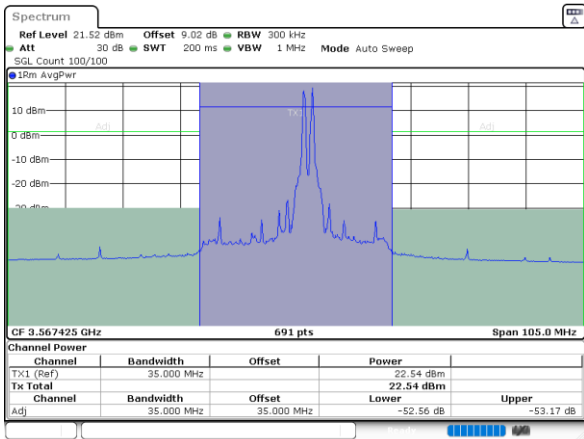 Spectrum
Ref Level 21.52 dBm Offset 9.02 dB RBW 300 kHz
Att 30 dB SWT 200 ms VBW 1 MHz Mode Auto Sweep
SGL Count 100/100
1Rm AvgPwr
10 dBm
TX1
Adj Adj
0 dBm
-10 dBm
-20 dBm
-30 dBm
CF 3.567425 GHz 691 pts Span 105.0 MHz
Channel Power
Channel Bandwidth Offset Power
TX1 (Ref) 35.000 MHz 22.54 dBm
Tx Total 22.54 dBm
Channel Bandwidth Offset Lower Upper
Adj 35.000 MHz 35.000 MHz -52.56 dB -53.17 dB
Ready